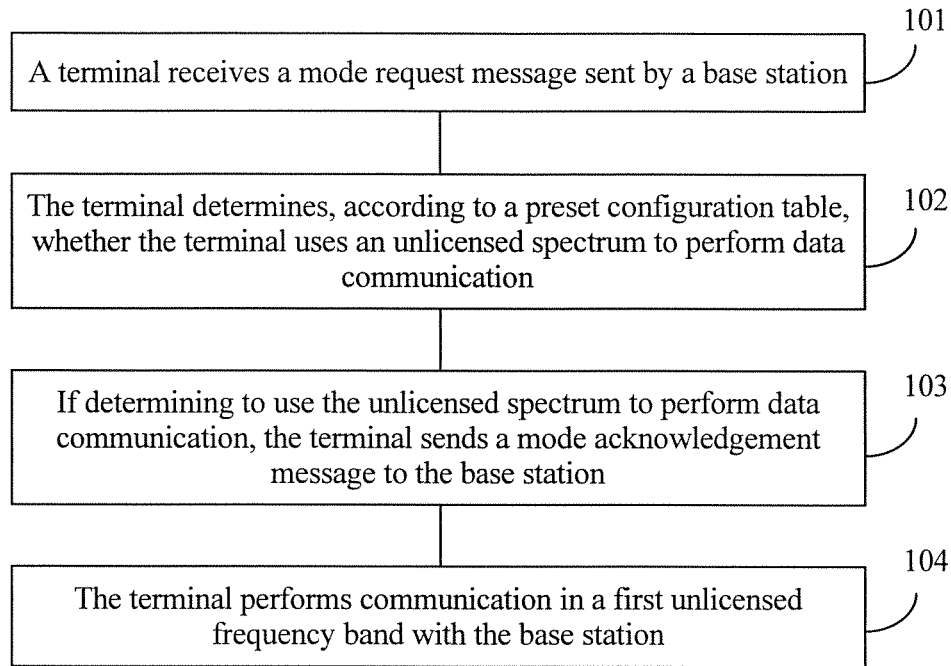 101
A terminal receives a mode request message sent by a base station
102
The terminal determines, according to a preset configuration table,
whether the terminal uses an unlicensed spectrum to perform data
communication
103
If determining to use the unlicensed spectrum to perform data
communication, the terminal sends a mode acknowledgement
message to the base station
104
The terminal performs communication in a first unlicensed
frequency band with the base station